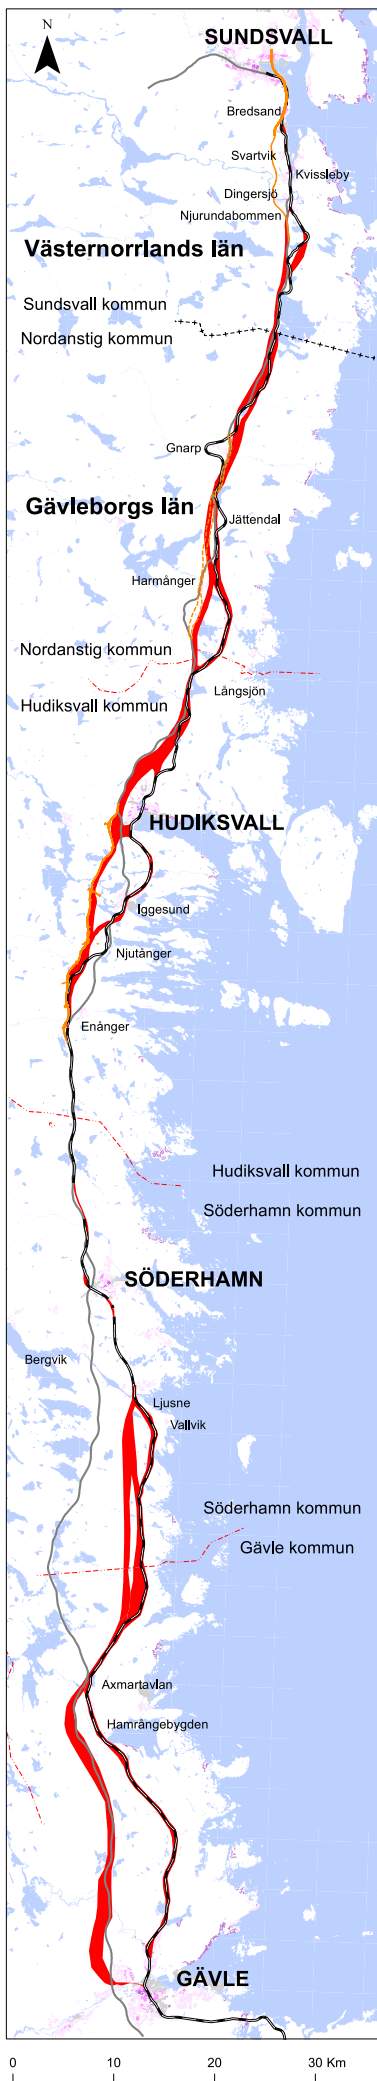 SUNDSVALL
N
Bredsand
Svartvik
Kvissleby
Dingersjö
Njurundabommen
Västernorrlands län
Sundsvall kommun
Nordanstig kommun
Gnarp
Gävleborgs län
Jättendal
Harmånger
Nordanstig kommun
Långsjön
Hudiksvall kommun
HUDIKSVALL
Iggesund
Njutånger
Enånger
Hudiksvall kommun
Söderhamn kommun
SÖDERHAMN
Bergvik
Ljusne
Vallvik
Söderhamn kommun
Gävle kommun
Axmartavlan
Hamrångebygden
GÄVLE
0 10 20 30 Km